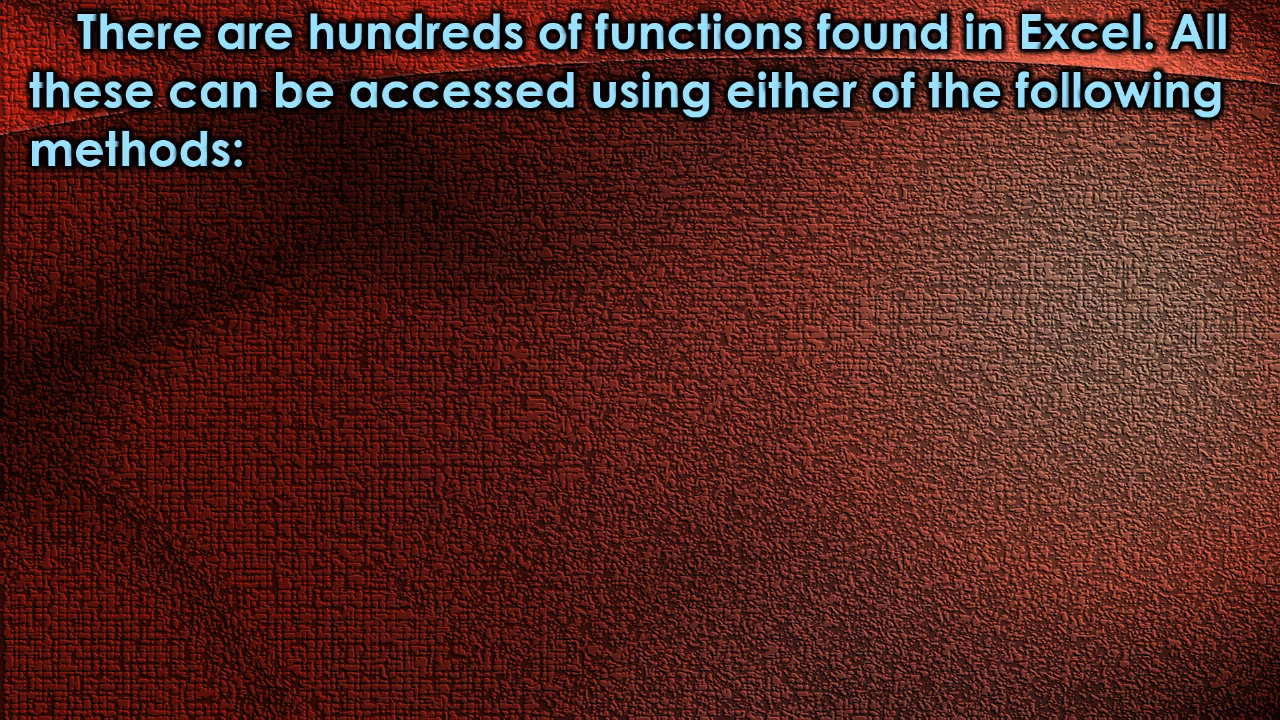 There are hundreds of functions found in Excel. All
these can be accessed using either of the following
methods: